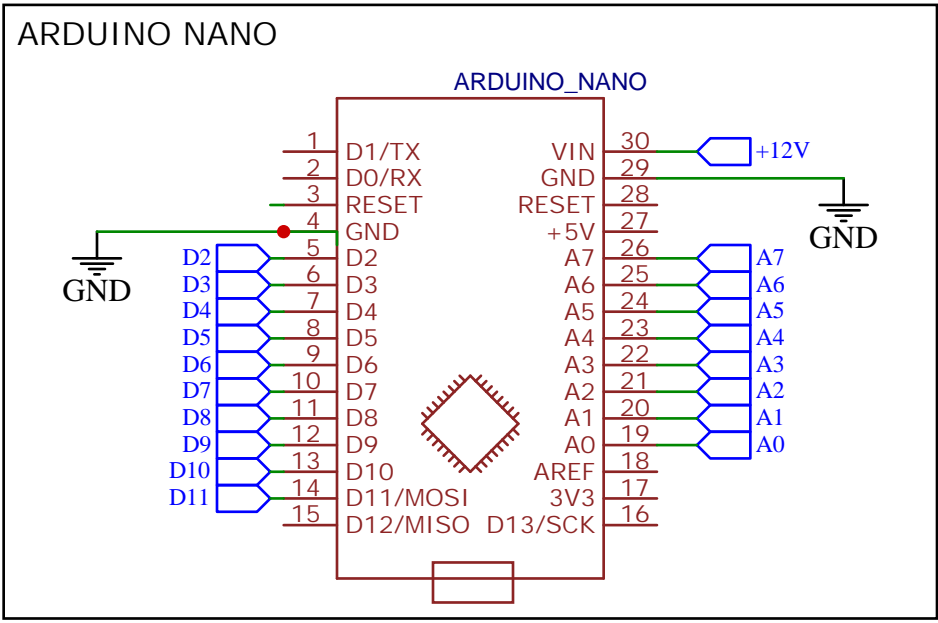 ARDUINO NANO
ARDUINO_NANO
1 D1/TX VIN 30 +12V
2 D0/RX GND 29
3 RESET RESET 28
4 GND +5V 27
GND
GND
D2 5 D2 A7 26 A7
D3 6 D3 A6 25 A6
D4 7 D4 A5 24 A5
D5 8 D5 A4 23 A4
D6 9 D6 A3 22 A3
D7 10 D7 A2 21 A2
D8 11 D8 A1 20 A1
D9 12 D9 A0 19 A0
D10 13 D10 AREF 18
D11 14 D11/MOSI 3V3 17
15 D12/MISO D13/SCK 16